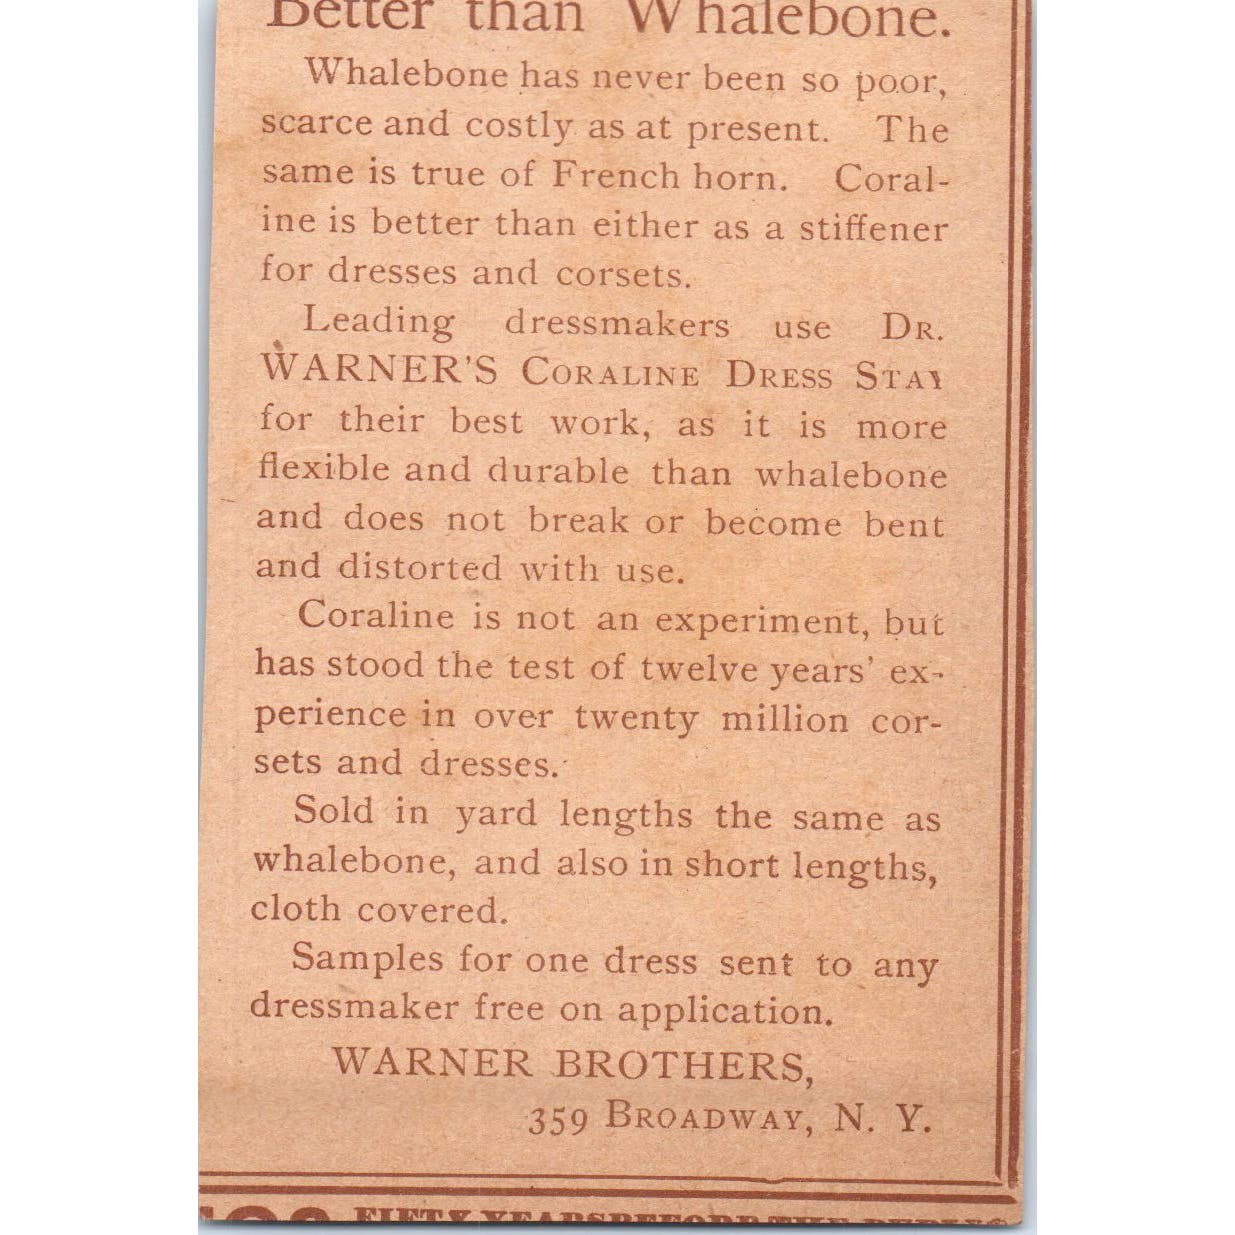 Better than Whalebone.
Whalebone has never been so poor,
scarce and costly as at present. The
same is true of French horn. Coral-
ine is better than either as a stiffener
for dresses and corsets.
Leading dressmakers use DR.
WARNER'S CORALINE DRESS STAY
for their best work, as it is more
flexible and durable than whalebone
and does not break or become bent
and distorted with use.
Coraline is not an experiment, but
has stood the test of twelve years' ex-
perience in over twenty million cor-
sets and dresses.
Sold in yard lengths the same as
whalebone, and also in short lengths,
cloth covered.
Samples for one dress sent to any
dressmaker free on application.
WARNER BROTHERS,
359 BROADWAY, N. Y.
FIFTY YEARS BEFORE THE PUBLIC